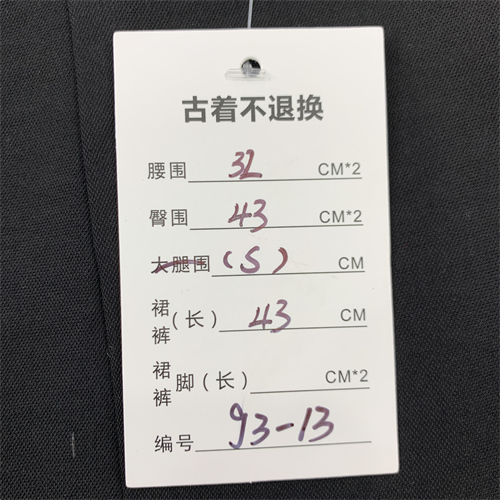 古着不退换
腰围 32 CM*2
臀围 43 CM*2
大腿围 (S) CM
裙裤(长) 43 CM
裙裤脚(长) CM*2
编号 93-13